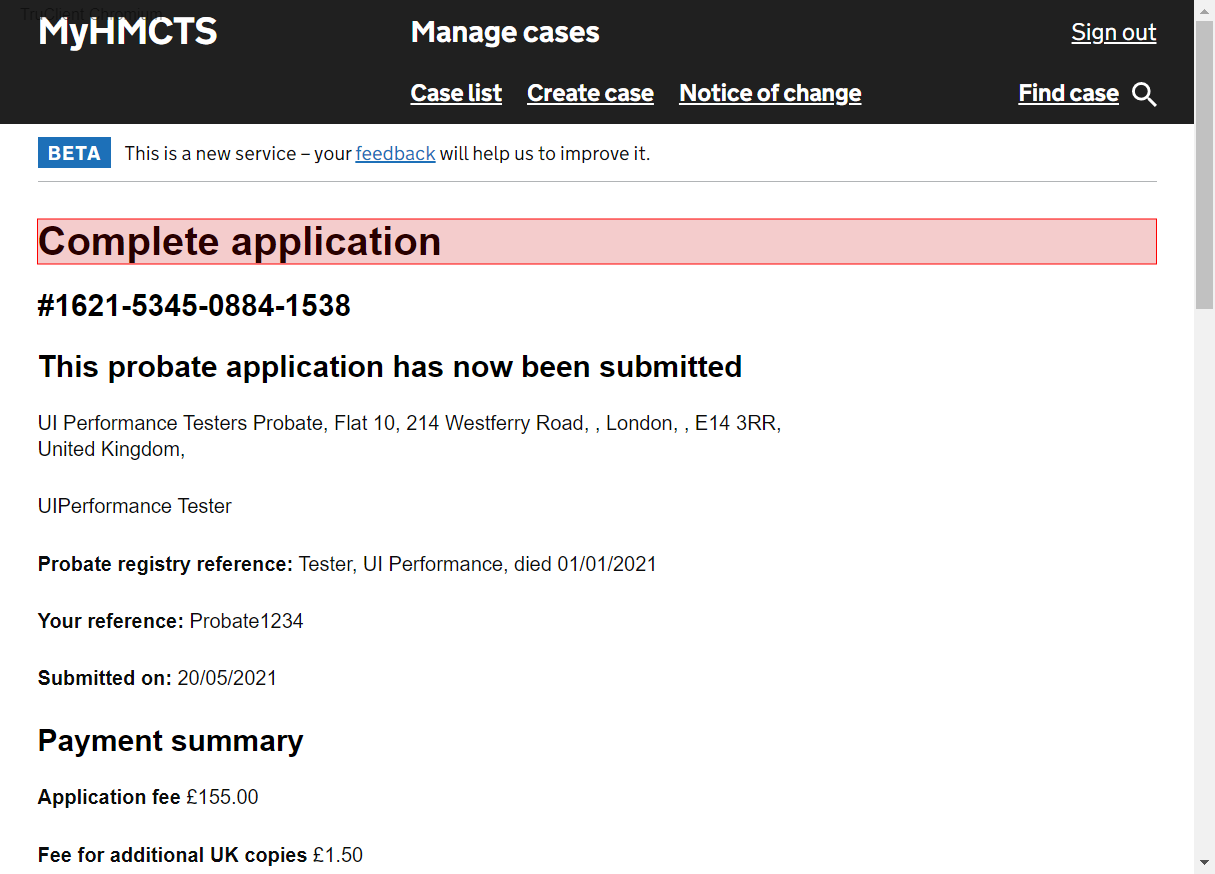 TruClient Chromium
MyHMCTS
Manage cases
Sign out
Case list
Create case
Notice of change
Find case
BETA This is a new service – your feedback will help us to improve it.
Complete application
#1621-5345-0884-1538
This probate application has now been submitted
UI Performance Testers Probate, Flat 10, 214 Westferry Road, , London, , E14 3RR,
United Kingdom,
UIPerformance Tester
Probate registry reference: Tester, UI Performance, died 01/01/2021
Your reference: Probate1234
Submitted on: 20/05/2021
Payment summary
Application fee £155.00
Fee for additional UK copies £1.50